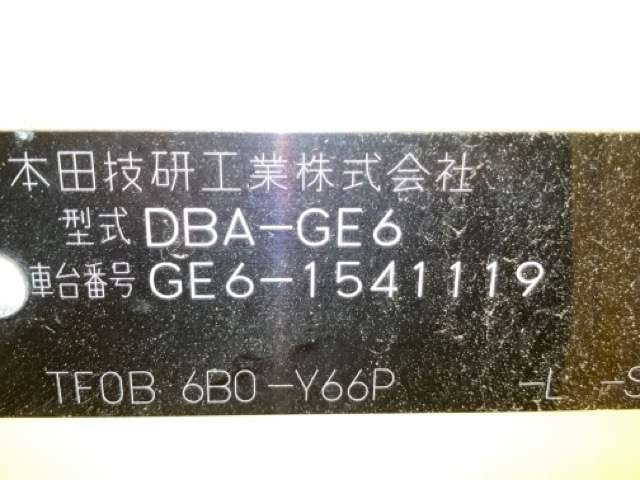 本田技研工業株式会社
型式 DBA-GE6
車台番号 GE6-1541119
TF0B 6B0-Y66P -L -S